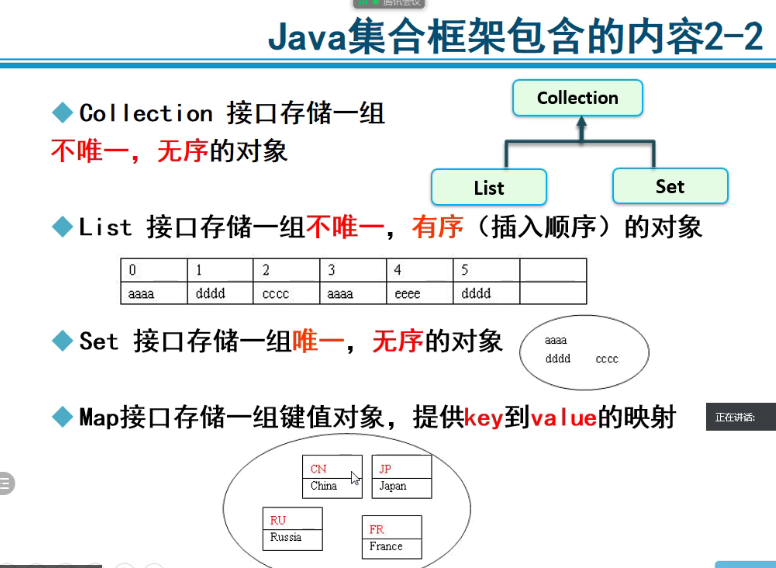 腾讯会议
Java集合框架包含的内容2-2
Collection 接口存储一组
不唯一，无序的对象
Collection
List
Set
List 接口存储一组不唯一，有序（插入顺序）的对象
0 1 2 3 4 5
aaaa dddd cccc aaaa eeee dddd
Set 接口存储一组唯一，无序的对象
aaaa
dddd cccc
Map接口存储一组键值对象，提供key到value的映射
正在讲话:
CN JP
China Japan
RU
Russia
FR
France